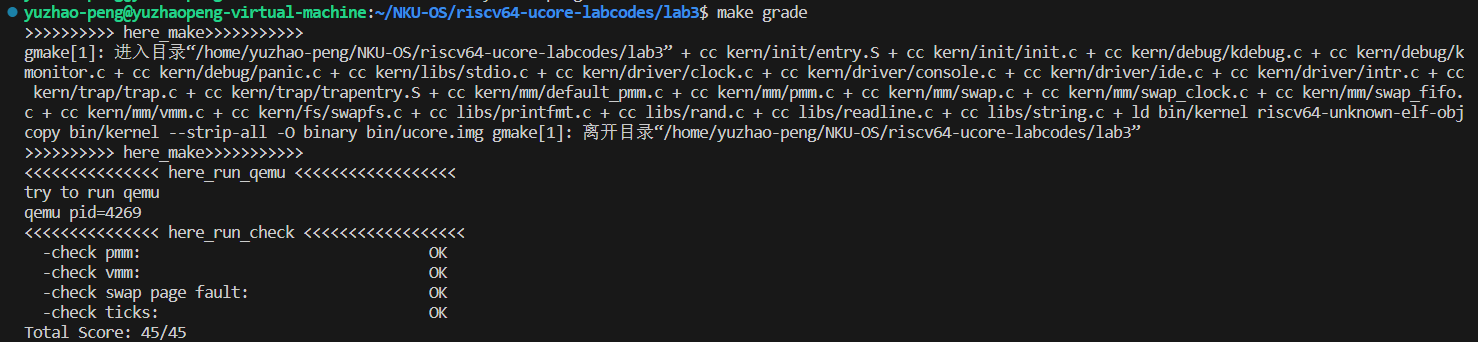 yuzhao-peng@yuzhaopeng-virtual-machine:~/NKU-OS/riscv64-ucore-labcodes/lab3$ make grade
>>>>>>>>>> here_make>>>>>>>>>>>
gmake[1]: 进入目录“/home/yuzhao-peng/NKU-OS/riscv64-ucore-labcodes/lab3” + cc kern/init/entry.S + cc kern/init/init.c + cc kern/debug/kdebug.c + cc kern/debug/k
monitor.c + cc kern/debug/panic.c + cc kern/libs/stdio.c + cc kern/driver/clock.c + cc kern/driver/console.c + cc kern/driver/ide.c + cc kern/driver/intr.c + cc
kern/trap/trap.c + cc kern/trap/trapentry.S + cc kern/mm/default_pmm.c + cc kern/mm/pmm.c + cc kern/mm/swap.c + cc kern/mm/swap_clock.c + cc kern/mm/swap_fifo.
c + cc kern/mm/vmm.c + cc kern/fs/swapfs.c + cc libs/printfmt.c + cc libs/rand.c + cc libs/readline.c + cc libs/string.c + ld bin/kernel riscv64-unknown-elf-obj
copy bin/kernel --strip-all -O binary bin/ucore.img gmake[1]: 离开目录“/home/yuzhao-peng/NKU-OS/riscv64-ucore-labcodes/lab3”
>>>>>>>>>> here_make>>>>>>>>>>>
<<<<<<<<<<<<<<< here_run_qemu <<<<<<<<<<<<<<<<<<
try to run qemu
qemu pid=4269
<<<<<<<<<<<<<<< here_run_check <<<<<<<<<<<<<<<<<<
-check pmm: OK
-check vmm: OK
-check swap page fault: OK
-check ticks: OK
Total Score: 45/45